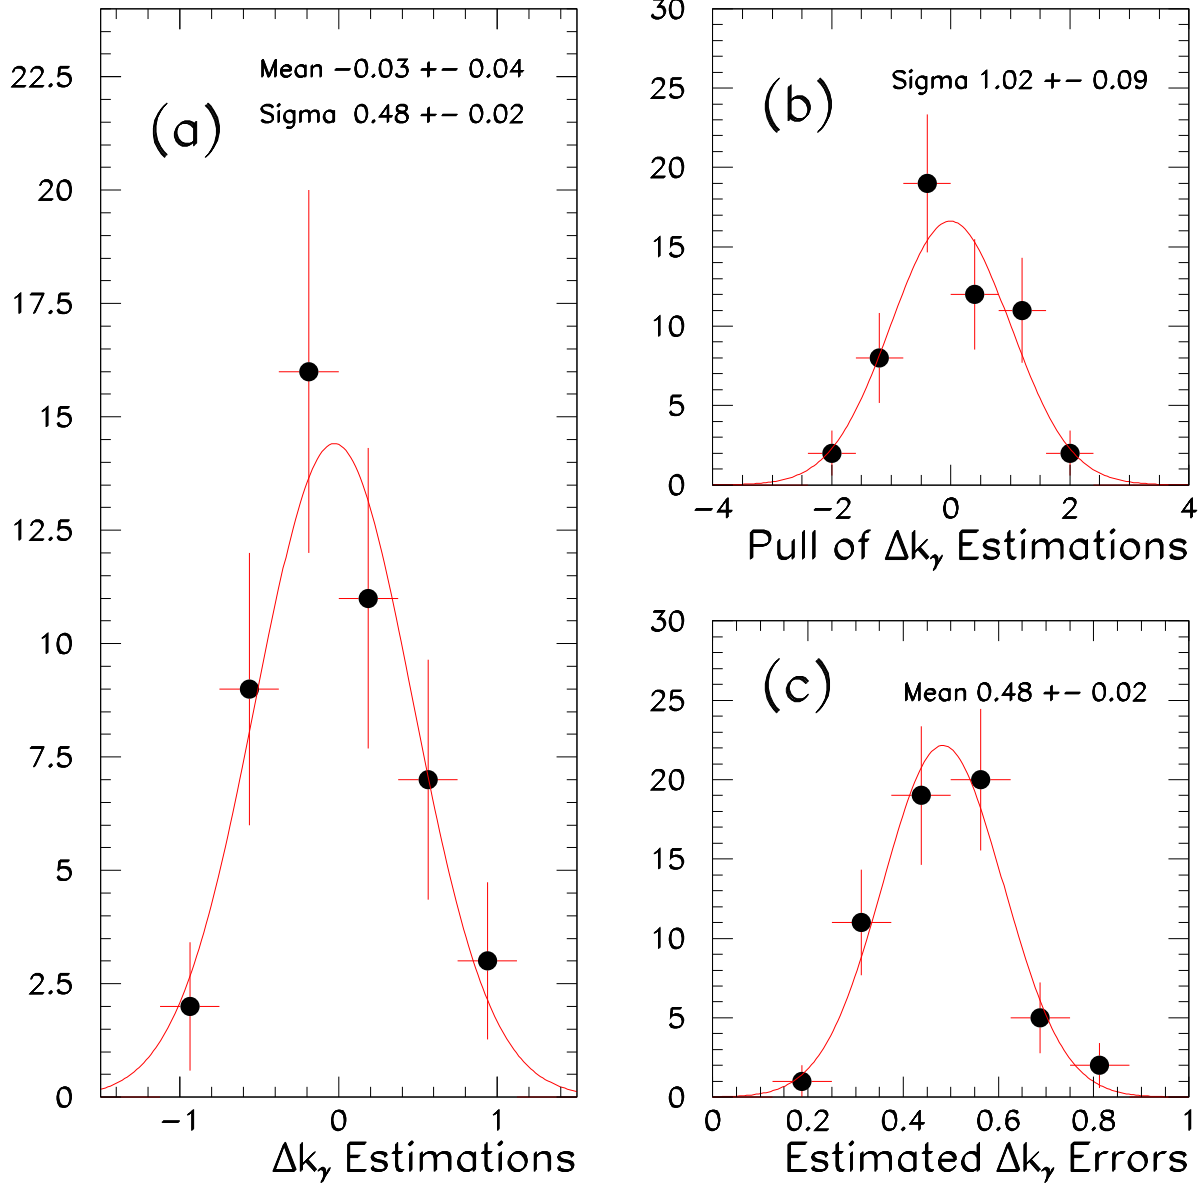 22.5
20
17.5
15
12.5
10
7.5
5
2.5
0
(a)
Mean −0.03 +− 0.04
Sigma 0.48 +− 0.02
−1 0 1
Δkγ Estimations
30
25
20
15
10
5
0
(b)
Sigma 1.02 +− 0.09
−4 −2 0 2 4
Pull of Δkγ Estimations
30
25
20
15
10
5
0
(c)
Mean 0.48 +− 0.02
0 0.2 0.4 0.6 0.8 1
Estimated Δkγ Errors